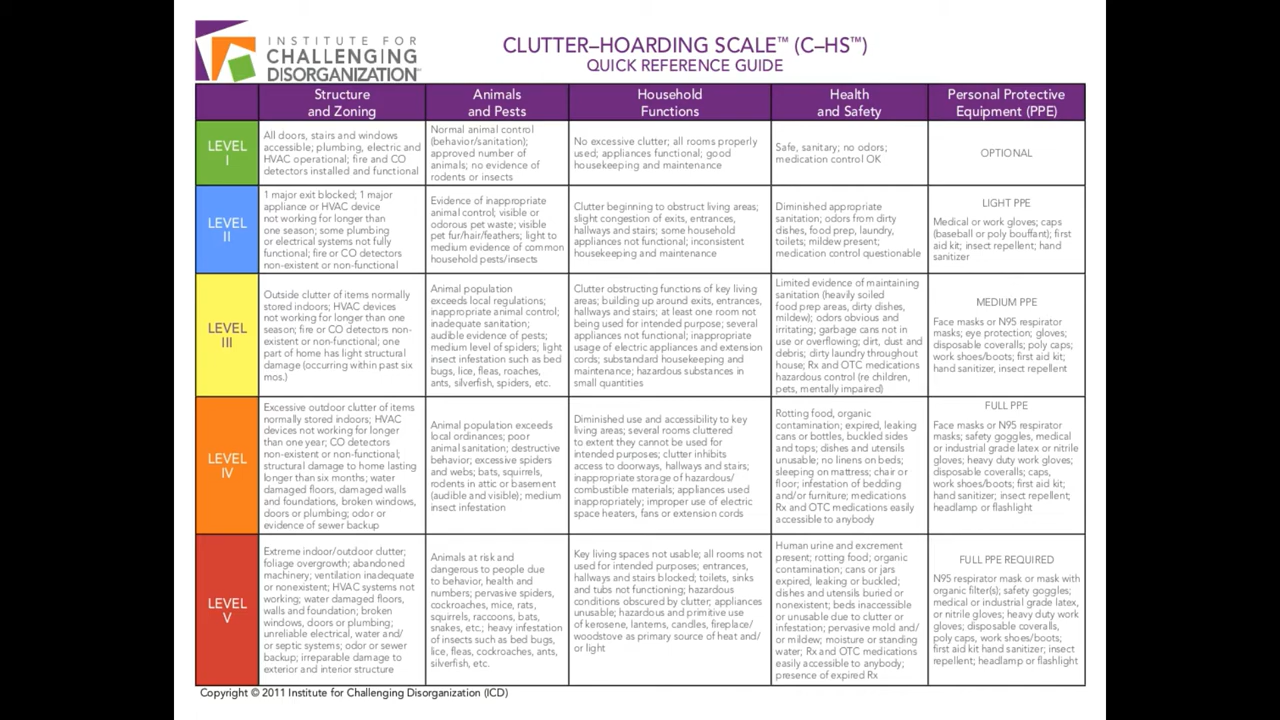 INSTITUTE FOR
CHALLENGING
DISORGANIZATION™
CLUTTER–HOARDING SCALE™ (C–HS™)
QUICK REFERENCE GUIDE
Structure
and Zoning
Animals
and Pests
Household
Functions
Health
and Safety
Personal Protective
Equipment (PPE)
LEVEL
I
All doors, stairs and windows
accessible; plumbing, electric and
HVAC operational; fire and CO
detectors installed and functional
Normal animal control
(behavior/sanitation);
approved number of
animals; no evidence of
rodents or insects
No excessive clutter; all rooms properly
used; appliances functional; good
housekeeping and maintenance
Safe, sanitary; no odors;
medication control OK
OPTIONAL
LEVEL
II
1 major exit blocked; 1 major
appliance or HVAC device
not working for longer than
one season; some plumbing
or electrical systems not fully
functional; fire or CO detectors
non-existent or non-functional
Evidence of inappropriate
animal control; visible or
odorous pet waste; visible
pet fur/hair/feathers; light to
medium evidence of common
household pests/insects
Clutter beginning to obstruct living areas;
slight congestion of exits, entrances,
hallways and stairs; some household
appliances not functional; inconsistent
housekeeping and maintenance
Diminished appropriate
sanitation; odors from dirty
dishes, food prep, laundry,
toilets; mildew present;
medication control questionable
LIGHT PPE
Medical or work gloves; caps
(baseball or poly bouffant); first
aid kit; insect repellent; hand
sanitizer
LEVEL
III
Outside clutter of items normally
stored indoors; HVAC devices
not working for longer than one
season; fire or CO detectors non-
existent or non-functional; one
part of home has light structural
damage (occurring within past six
mos.)
Animal population
exceeds local regulations;
inappropriate animal control;
inadequate sanitation;
audible evidence of pests;
medium level of spiders; light
insect infestation such as bed
bugs, lice, fleas, roaches,
ants, silverfish, spiders, etc.
Clutter obstructing functions of key living
areas; building up around exits, entrances,
hallways and stairs; at least one room not
being used for intended purpose; several
appliances not functional; inappropriate
usage of electric appliances and extension
cords; substandard housekeeping and
maintenance; hazardous substances in
small quantities
Limited evidence of maintaining
sanitation (heavily soiled
food prep areas, dirty dishes,
mildew); odors obvious and
irritating; garbage cans not in
use or overflowing; dirt, dust and
debris; dirty laundry throughout
house; Rx and OTC medications
hazardous control (re children,
pets, mentally impaired)
MEDIUM PPE
Face masks or N95 respirator
masks; eye protection; gloves;
disposable coveralls; poly caps;
work shoes/boots; first aid kit;
hand sanitizer, insect repellent
LEVEL
IV
Excessive outdoor clutter of items
normally stored indoors; HVAC
devices not working for longer
than one year; CO detectors
non-existent or non-functional;
structural damage to home lasting
longer than six months; water
damaged floors, damaged walls
and foundations, broken windows,
doors or plumbing; odor or
evidence of sewer backup
Animal population exceeds
local ordinances; poor
animal sanitation; destructive
behavior; excessive spiders
and webs; bats, squirrels,
rodents in attic or basement
(audible and visible); medium
insect infestation
Diminished use and accessibility to key
living areas; several rooms cluttered
to extent they cannot be used for
intended purposes; clutter inhibits
access to doorways, hallways and stairs;
inappropriate storage of hazardous/
combustible materials; appliances used
inappropriately; improper use of electric
space heaters, fans or extension cords
Rotting food, organic
contamination; expired, leaking
cans or bottles, buckled sides
and tops; dishes and utensils
unusable; no linens on beds;
sleeping on mattress; chair or
floor; infestation of bedding
and/or furniture; medications
Rx and OTC medications easily
accessible to anybody
FULL PPE
Face masks or N95 respirator
masks; safety goggles, medical
or industrial grade latex or nitrile
gloves; heavy duty work gloves;
disposable coveralls; caps,
work shoes/boots; first aid kit;
hand sanitizer; insect repellent;
headlamp or flashlight
LEVEL
V
Extreme indoor/outdoor clutter;
foliage overgrowth; abandoned
machinery; ventilation inadequate
or nonexistent; HVAC systems not
working; water damaged floors,
walls and foundation; broken
windows, doors or plumbing;
unreliable electrical, water and/
or septic systems; odor or sewer
backup; irreparable damage to
exterior and interior structure
Animals at risk and
dangerous to people due
to behavior, health and
numbers; pervasive spiders,
cockroaches, mice, rats,
squirrels, raccoons, bats,
snakes, etc.; heavy infestation
of insects such as bed bugs,
lice, fleas, cockroaches, ants,
silverfish, etc.
Key living spaces not usable; all rooms not
used for intended purposes; entrances,
hallways and stairs blocked; toilets, sinks
and tubs not functioning; hazardous
conditions obscured by clutter; appliances
unusable; hazardous and primitive use
of kerosene, lanterns, candles, fireplace/
woodstove as primary source of heat and/
or light
Human urine and excrement
present; rotting food; organic
contamination; cans or jars
expired, leaking or buckled;
dishes and utensils buried or
nonexistent; beds inaccessible
or unusable due to clutter or
infestation; pervasive mold and/
or mildew; moisture or standing
water; Rx and OTC medications
easily accessible to anybody;
presence of expired Rx
FULL PPE REQUIRED
N95 respirator mask or mask with
organic filter(s); safety goggles;
medical or industrial grade latex,
or nitrile gloves; heavy duty work
gloves; disposable coveralls,
poly caps, work shoes/boots;
first aid kit hand sanitizer; insect
repellent; headlamp or flashlight
Copyright © 2011 Institute for Challenging Disorganization (ICD)